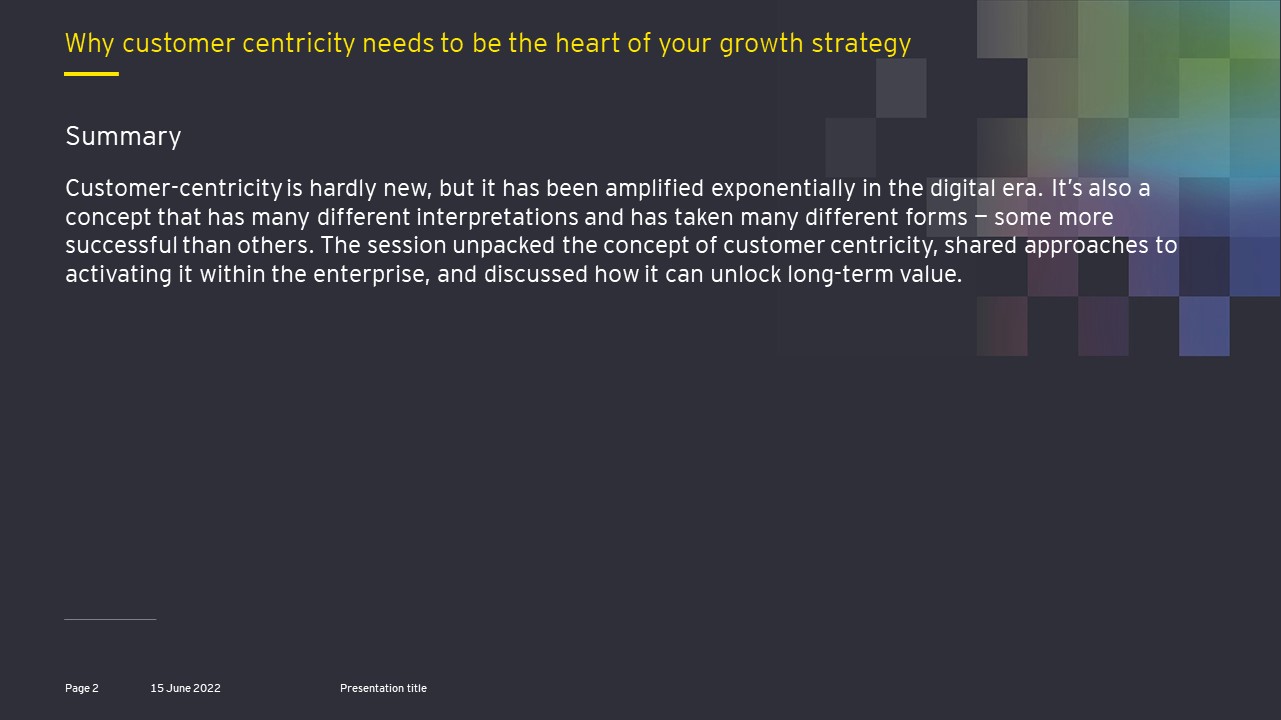 Why customer centricity needs to be the heart of your growth strategy
Summary
Customer-centricity is hardly new, but it has been amplified exponentially in the digital era. It’s also a
concept that has many different interpretations and has taken many different forms – some more
successful than others. The session unpacked the concept of customer centricity, shared approaches to
activating it within the enterprise, and discussed how it can unlock long-term value.
Page 2 15 June 2022 Presentation title